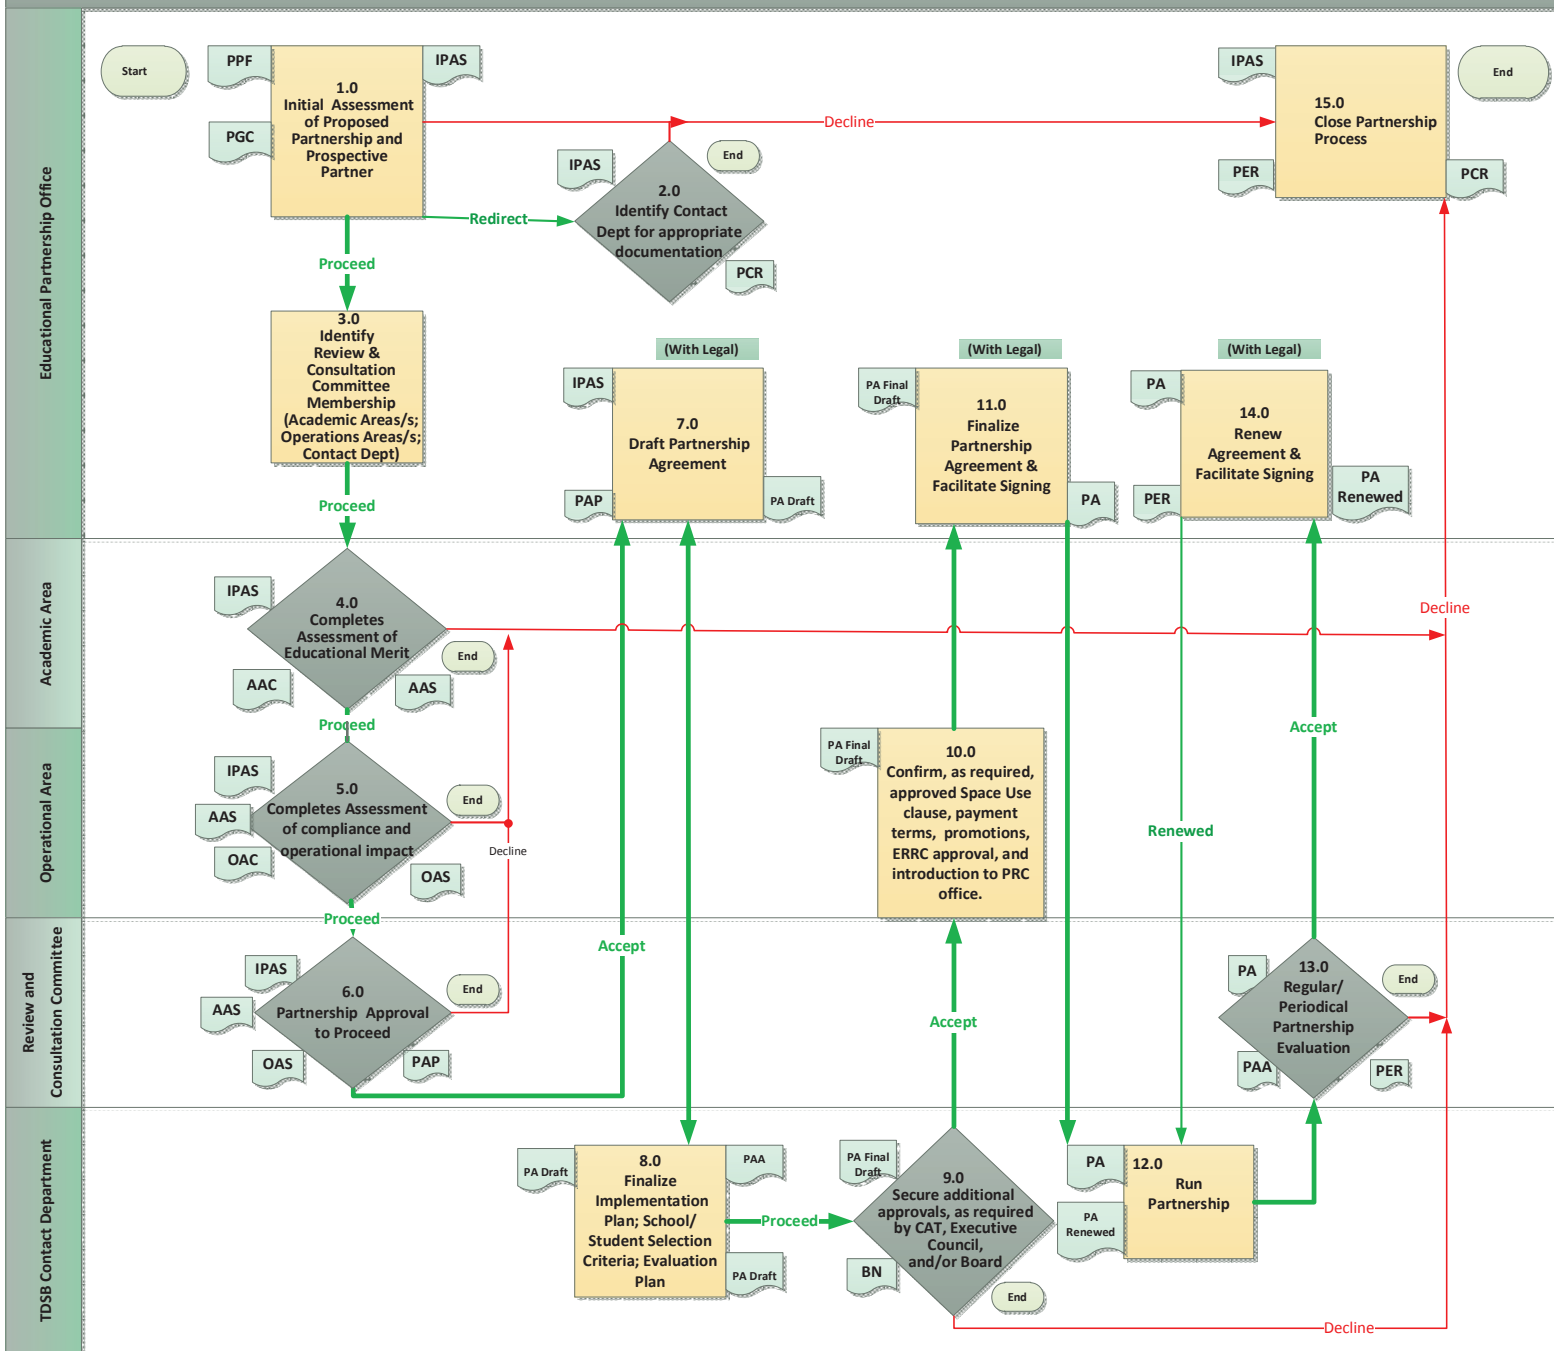 Educational Partnership Office
Start
PPF
IPAS
PGC
1.0
Initial Assessment
of Proposed
Partnership and
Prospective
Partner
Decline
IPAS
End
2.0
Identify Contact
Dept for appropriate
documentation
PCR
Redirect
Proceed
IPAS
15.0
Close Partnership
Process
End
PER
PCR
3.0
Identify
Review &
Consultation
Committee
Membership
(Academic Areas/s;
Operations Areas/s;
Contact Dept)
Proceed
(With Legal)
IPAS
7.0
Draft Partnership
Agreement
PAP
PA Draft
(With Legal)
PA Final
Draft
11.0
Finalize
Partnership
Agreement &
Facilitate Signing
PA
(With Legal)
PA
14.0
Renew
Agreement &
Facilitate Signing
PER
PA
Renewed
Academic Area
IPAS
4.0
Completes
Assessment of
Educational Merit
End
AAC
AAS
Proceed
Decline
Operational Area
IPAS
AAS
OAC
5.0
Completes Assessment
of compliance and
operational impact
End
OAS
Decline
Proceed
PA Final
Draft
10.0
Confirm, as required,
approved Space Use
clause, payment
terms, promotions,
ERRC approval, and
introduction to PRC
office.
Renewed
Accept
Review and
Consultation Committee
IPAS
AAS
OAS
6.0
Partnership Approval
to Proceed
End
PAP
Accept
Accept
PA
13.0
Regular/
Periodical
Partnership
Evaluation
End
PAA
PER
TDSB Contact Department
PA Draft
8.0
Finalize
Implementation
Plan; School/
Student Selection
Criteria; Evaluation
Plan
PAA
PA Draft
Proceed
PA Final
Draft
9.0
Secure additional
approvals, as required
by CAT, Executive
Council,
and/or Board
BN
End
PA
PA
Renewed
12.0
Run
Partnership
Decline